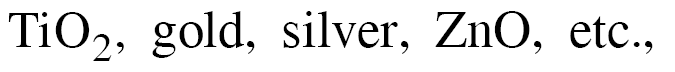 TiO₂, gold, silver, ZnO, etc.,